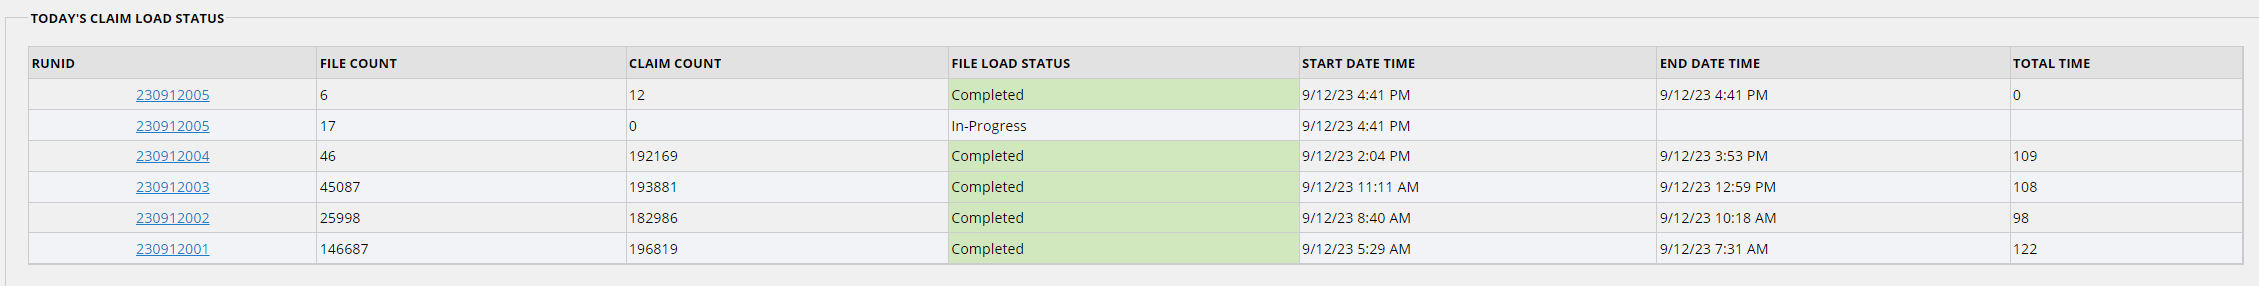 TODAY'S CLAIM LOAD STATUS
RUNID FILE COUNT CLAIM COUNT FILE LOAD STATUS START DATE TIME END DATE TIME TOTAL TIME
230912005 6 12 Completed 9/12/23 4:41 PM 9/12/23 4:41 PM 0
230912005 17 0 In-Progress 9/12/23 4:41 PM
230912004 46 192169 Completed 9/12/23 2:04 PM 9/12/23 3:53 PM 109
230912003 45087 193881 Completed 9/12/23 11:11 AM 9/12/23 12:59 PM 108
230912002 25998 182986 Completed 9/12/23 8:40 AM 9/12/23 10:18 AM 98
230912001 146687 196819 Completed 9/12/23 5:29 AM 9/12/23 7:31 AM 122